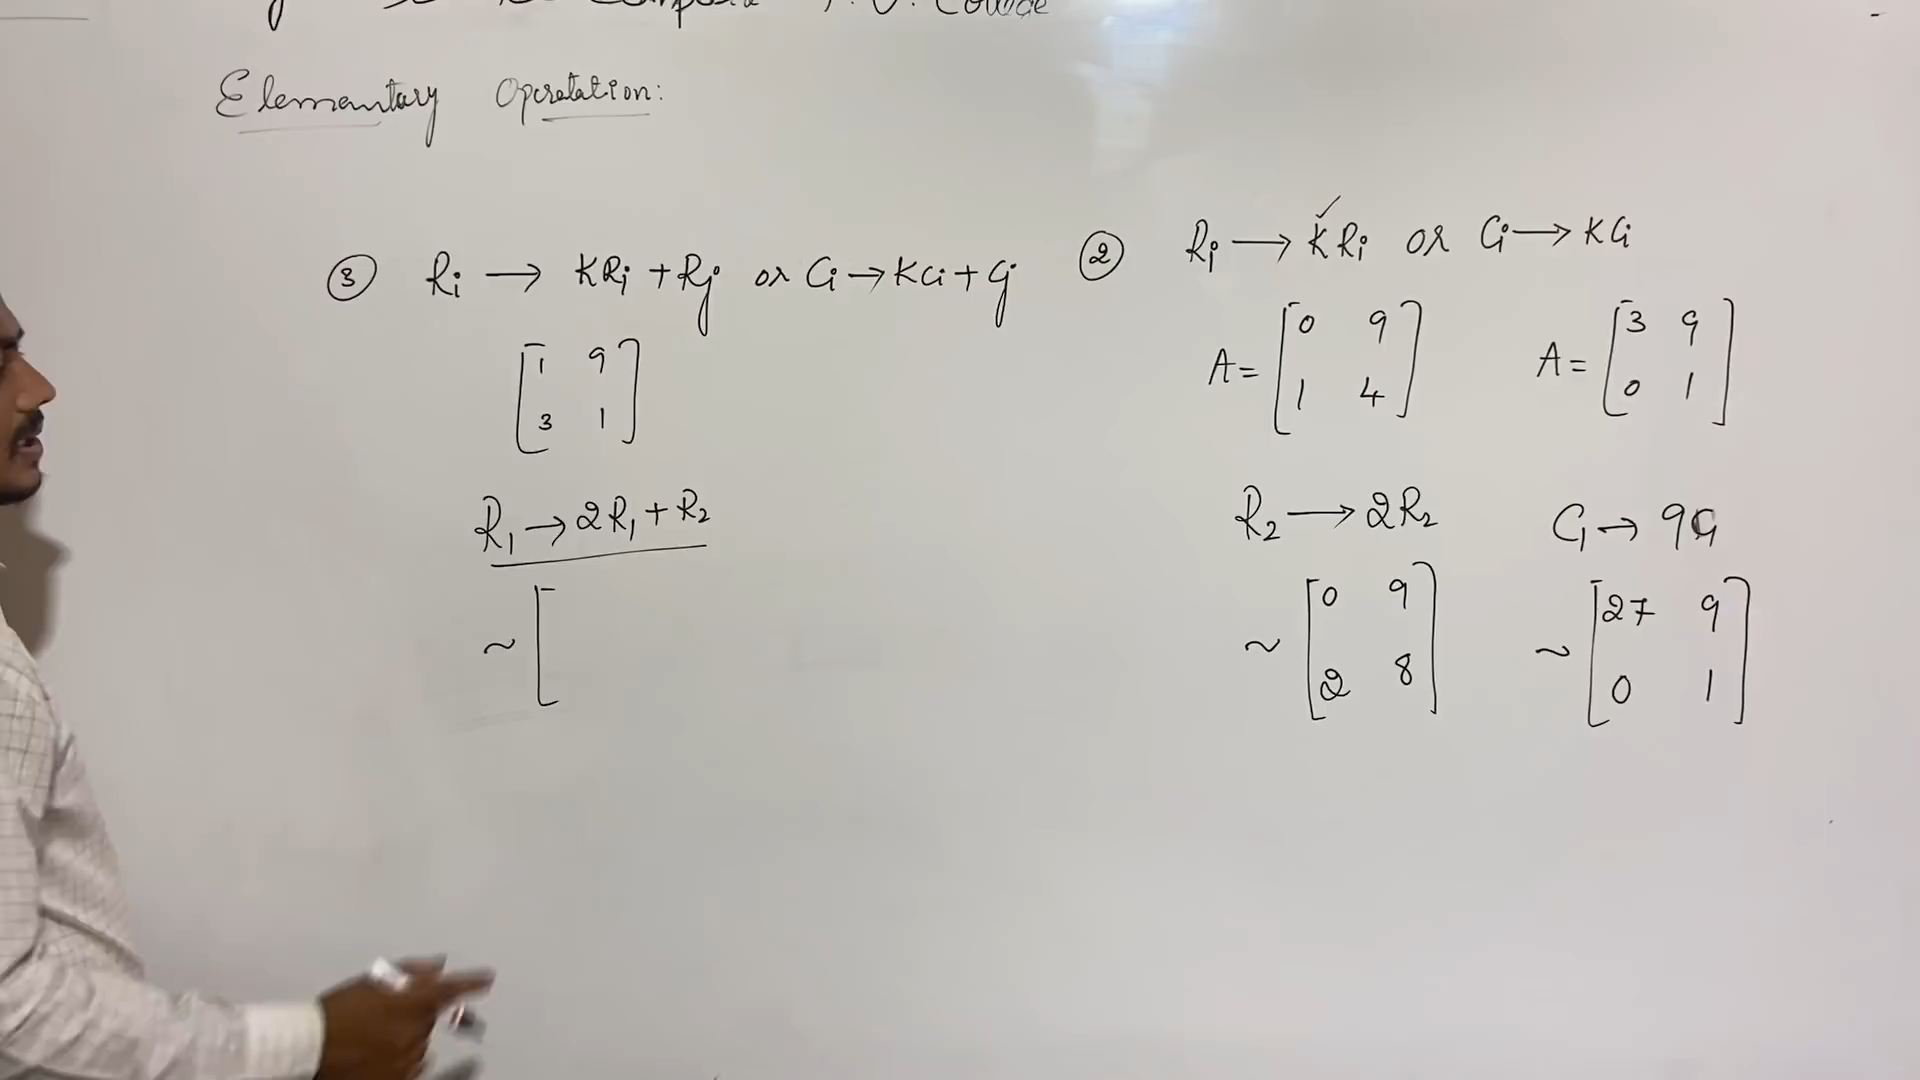 College
Elementary Operatation:
③ Ri → KRi + Rj or Ci → KCi + Cj
[1 9
3 1]
R₁ → 2R₁ + R₂
~ [
② Ri → KRi or Ci → KCi
A = [0 9
1 4]
A = [3 9
0 1]
R₂ → 2R₂
C₁ → 9C₁
~ [0 9
2 8]
~ [27 9
0 1]